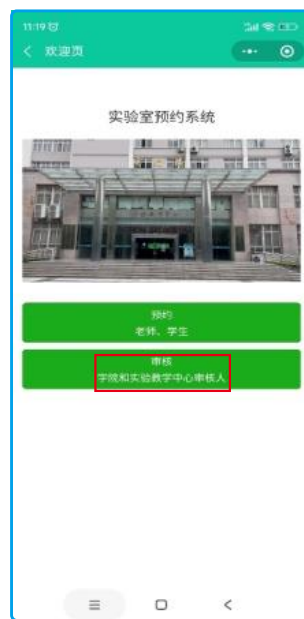 11:19
欢迎页
实验室预约系统
预约
老师、学生
审核
学院和实验教学中心审核人